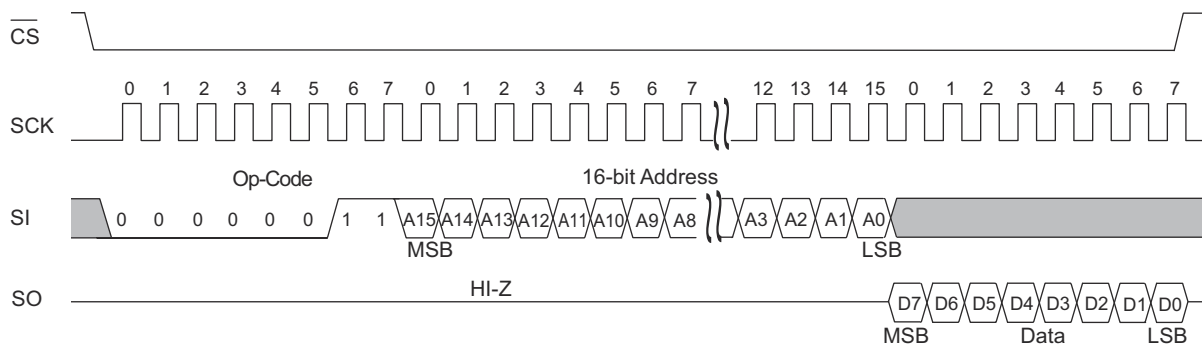 CS
0 1 2 3 4 5 6 7 0 1 2 3 4 5 6 7 12 13 14 15 0 1 2 3 4 5 6 7
SCK
Op-Code 16-bit Address
SI 0 0 0 0 0 0 1 1 A15 A14 A13 A12 A11 A10 A9 A8 A3 A2 A1 A0
MSB LSB
HI-Z
SO D7 D6 D5 D4 D3 D2 D1 D0
MSB Data LSB